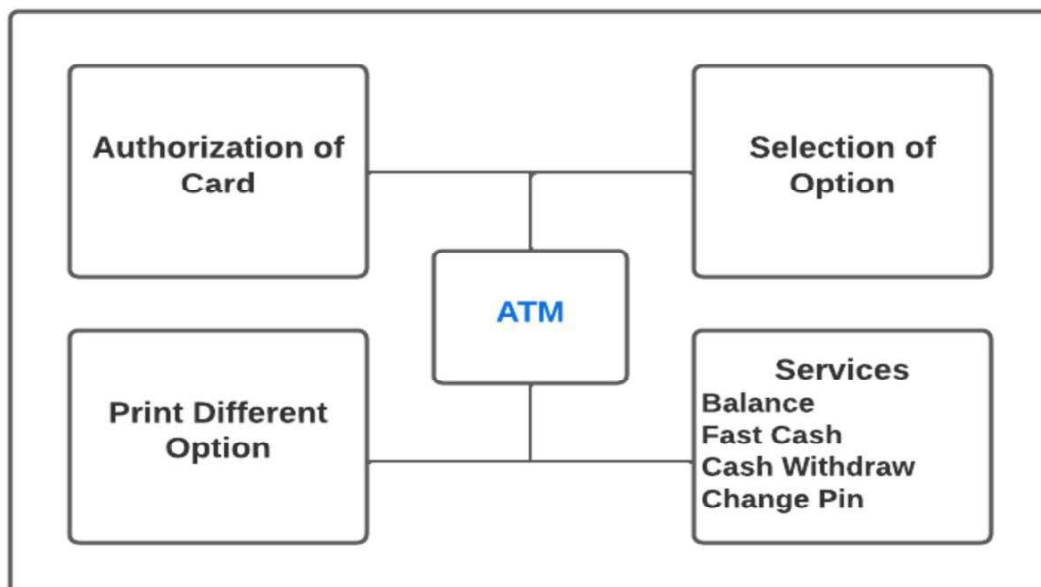 Authorization of
Card
Selection of
Option
ATM
Print Different
Option
Services
Balance
Fast Cash
Cash Withdraw
Change Pin